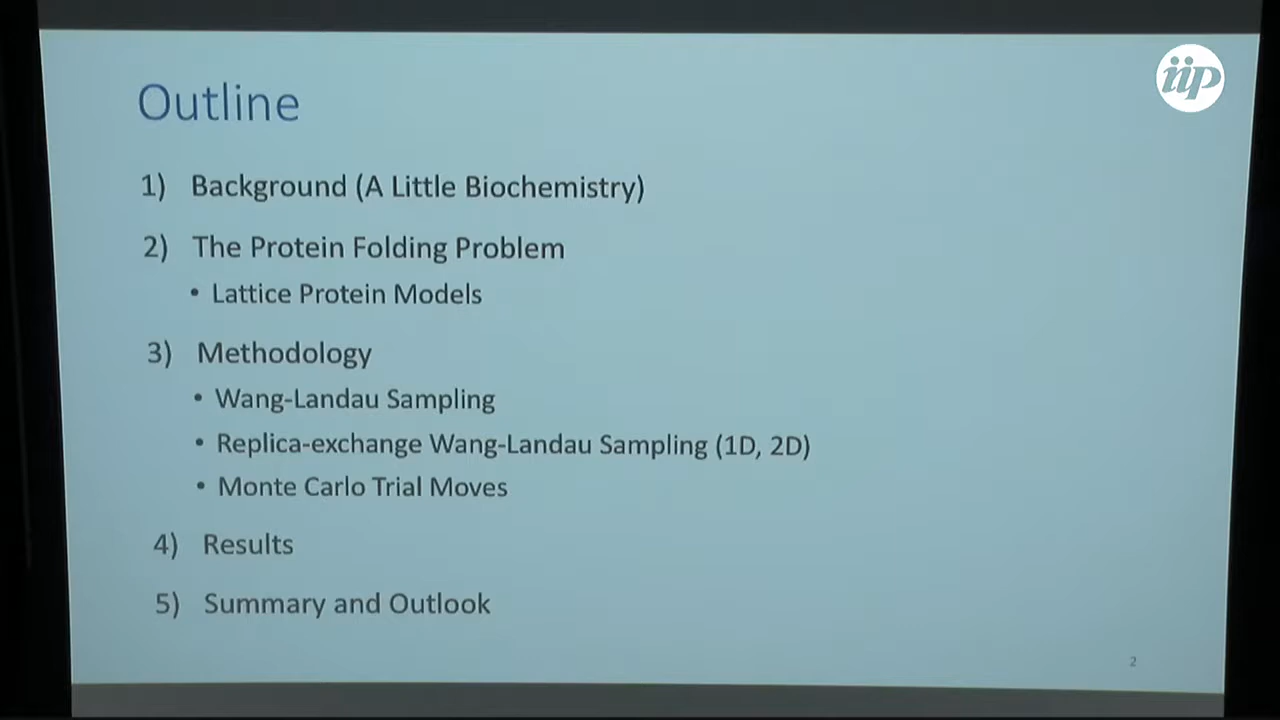 iip
Outline
1) Background (A Little Biochemistry)
2) The Protein Folding Problem
• Lattice Protein Models
3) Methodology
• Wang-Landau Sampling
• Replica-exchange Wang-Landau Sampling (1D, 2D)
• Monte Carlo Trial Moves
4) Results
5) Summary and Outlook
2